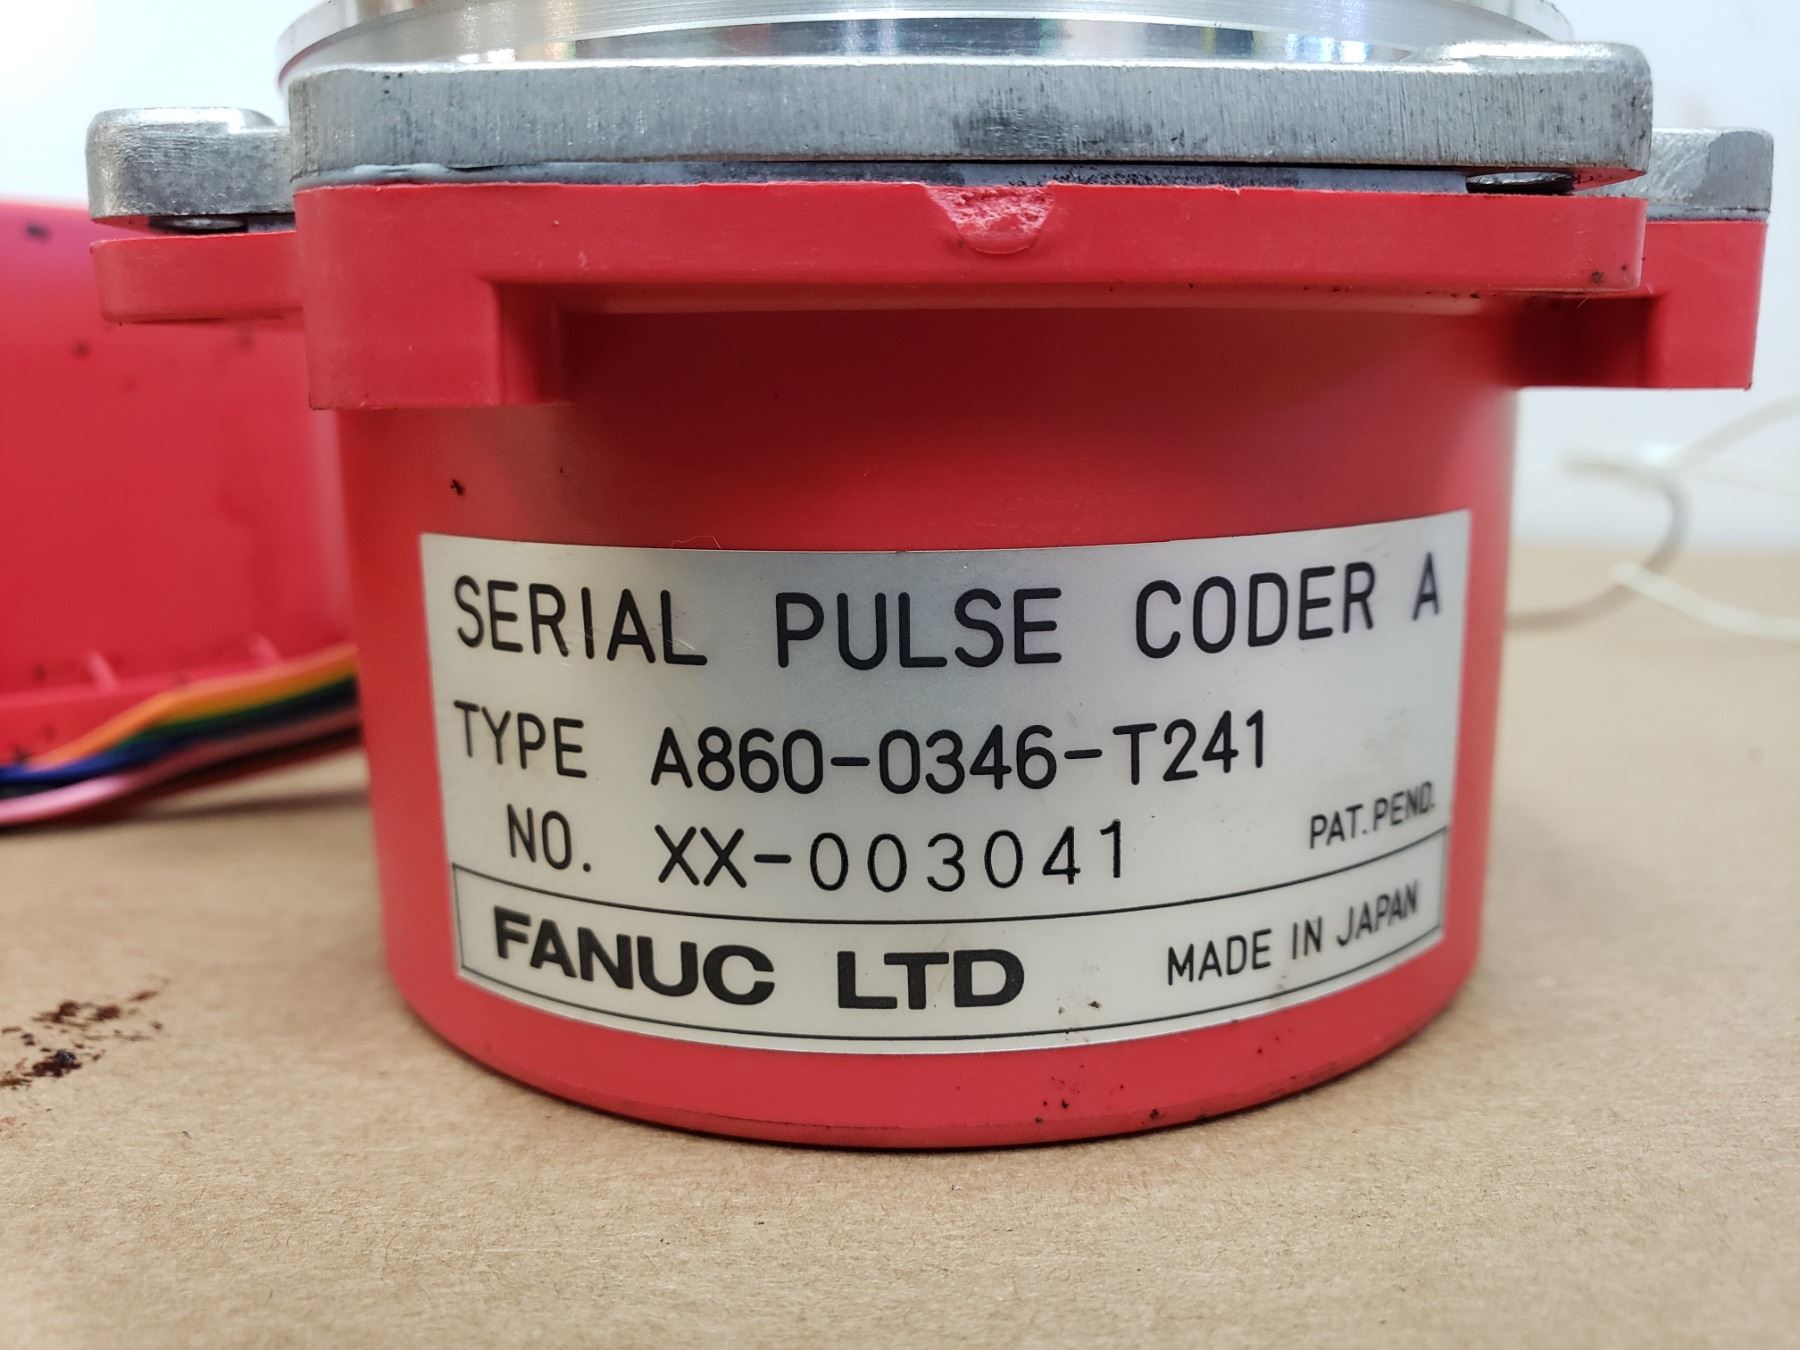 SERIAL PULSE CODER A
TYPE A860-0346-T241
NO. XX-003041
PAT.PEND.
FANUC LTD MADE IN JAPAN